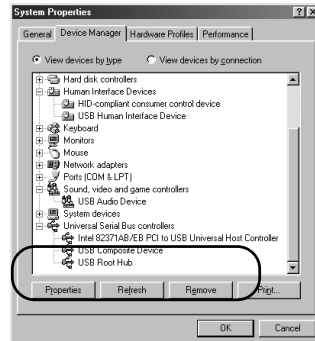 System Properties
General Device Manager Hardware Profiles Performance
View devices by type View devices by connection
Hard disk controllers
Human Interface Devices
HID-compliant consumer control device
USB Human Interface Device
Keyboard
Monitors
Mouse
Network adapters
Ports (COM & LPT)
Sound, video and game controllers
USB Audio Device
System devices
Universal Serial Bus controllers
Intel 82371AB/EB PCI to USB Universal Host Controller
USB Composite Device
USB Root Hub
Properties Refresh Remove Print...
OK Cancel